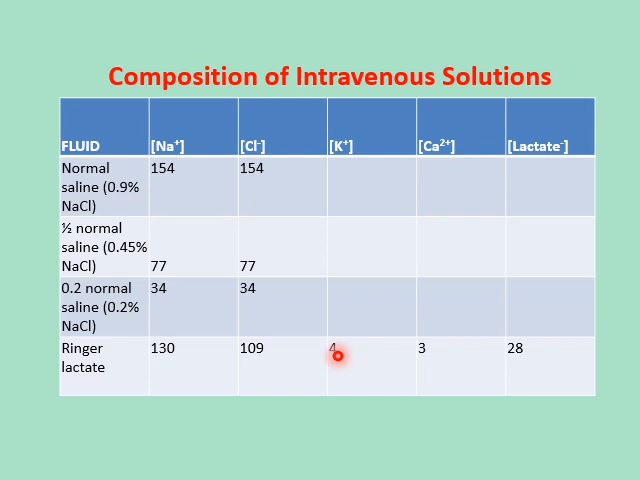 Composition of Intravenous Solutions
FLUID [Na⁺] [Cl⁻] [K⁺] [Ca²⁺] [Lactate⁻]
Normal 154 154
saline (0.9%
NaCl)
½ normal
saline (0.45%
NaCl) 77 77
0.2 normal 34 34
saline (0.2%
NaCl)
Ringer 130 109 4 3 28
lactate